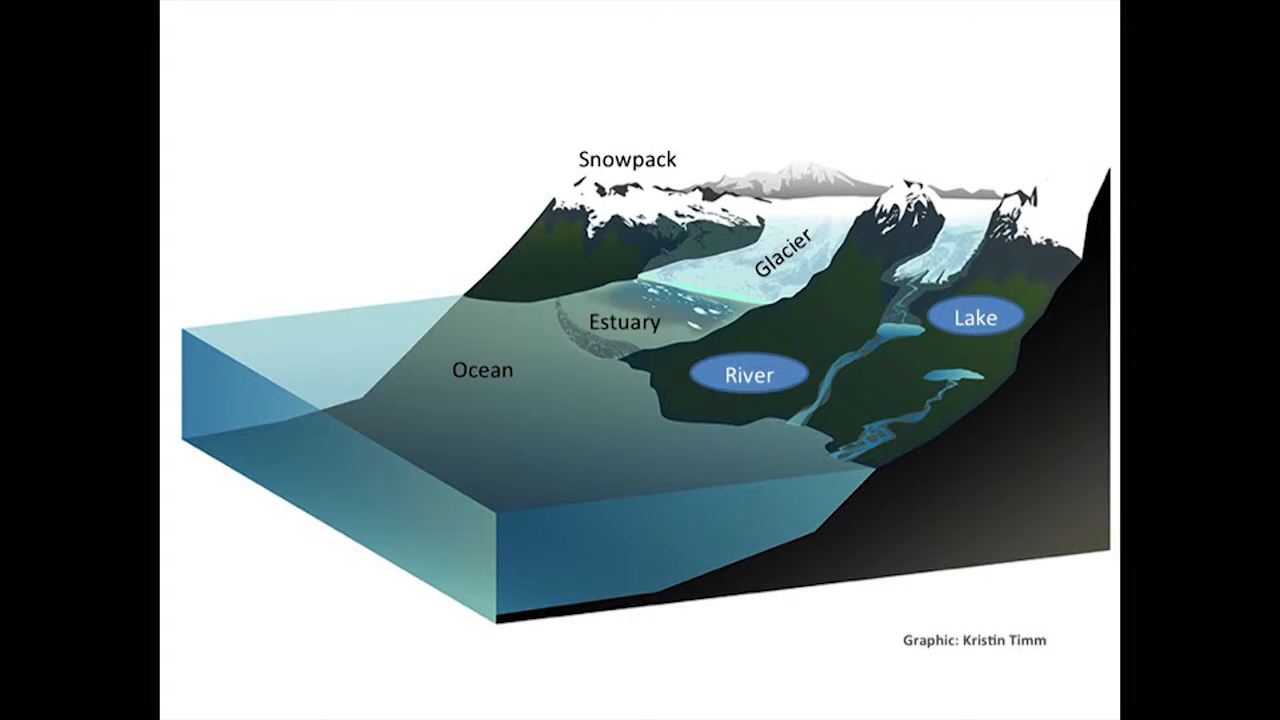 Snowpack
Glacier
Lake
Estuary
Ocean
River
Graphic: Kristin Timm